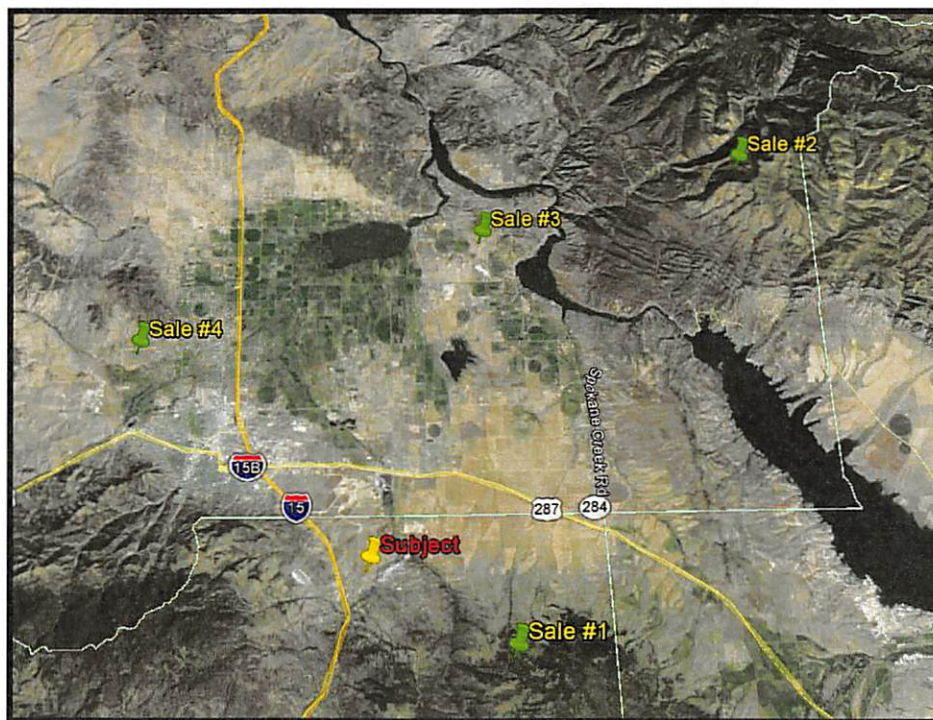 Sale #2
Sale #3
Sale #4
Spokane Creek Rd
15B
15
287
284
Subject
Sale #1